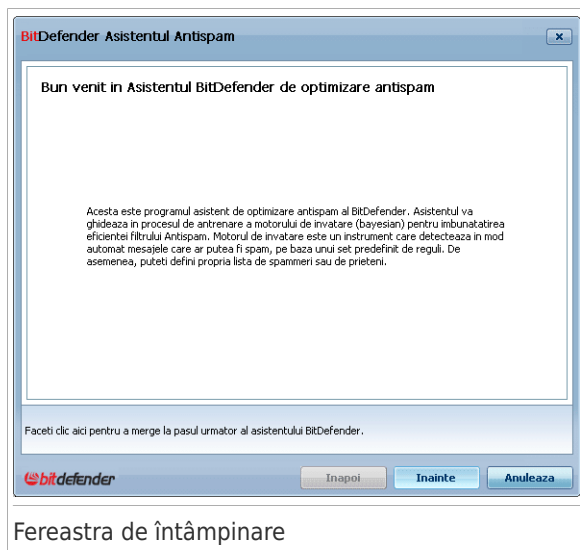 BitDefender Asistentul Antispam
Bun venit in Asistentul BitDefender de optimizare antispam
Acesta este programul asistent de optimizare antispam al BitDefender. Asistentul va
ghideaza in procesul de antrenare a motorului de invatare (bayesian) pentru imbunatatirea
eficientei filtrului Antispam. Motorul de invatare este un instrument care detecteaza in mod
automat mesajele care ar putea fi spam, pe baza unui set predefinit de reguli. De
asemenea, puteti defini propria lista de spammeri sau de prieteni.
Faceti clic aici pentru a merge la pasul urmator al asistentului BitDefender.
bitdefender
Inapoi
Inainte
Anuleaza
Fereastra de întâmpinare